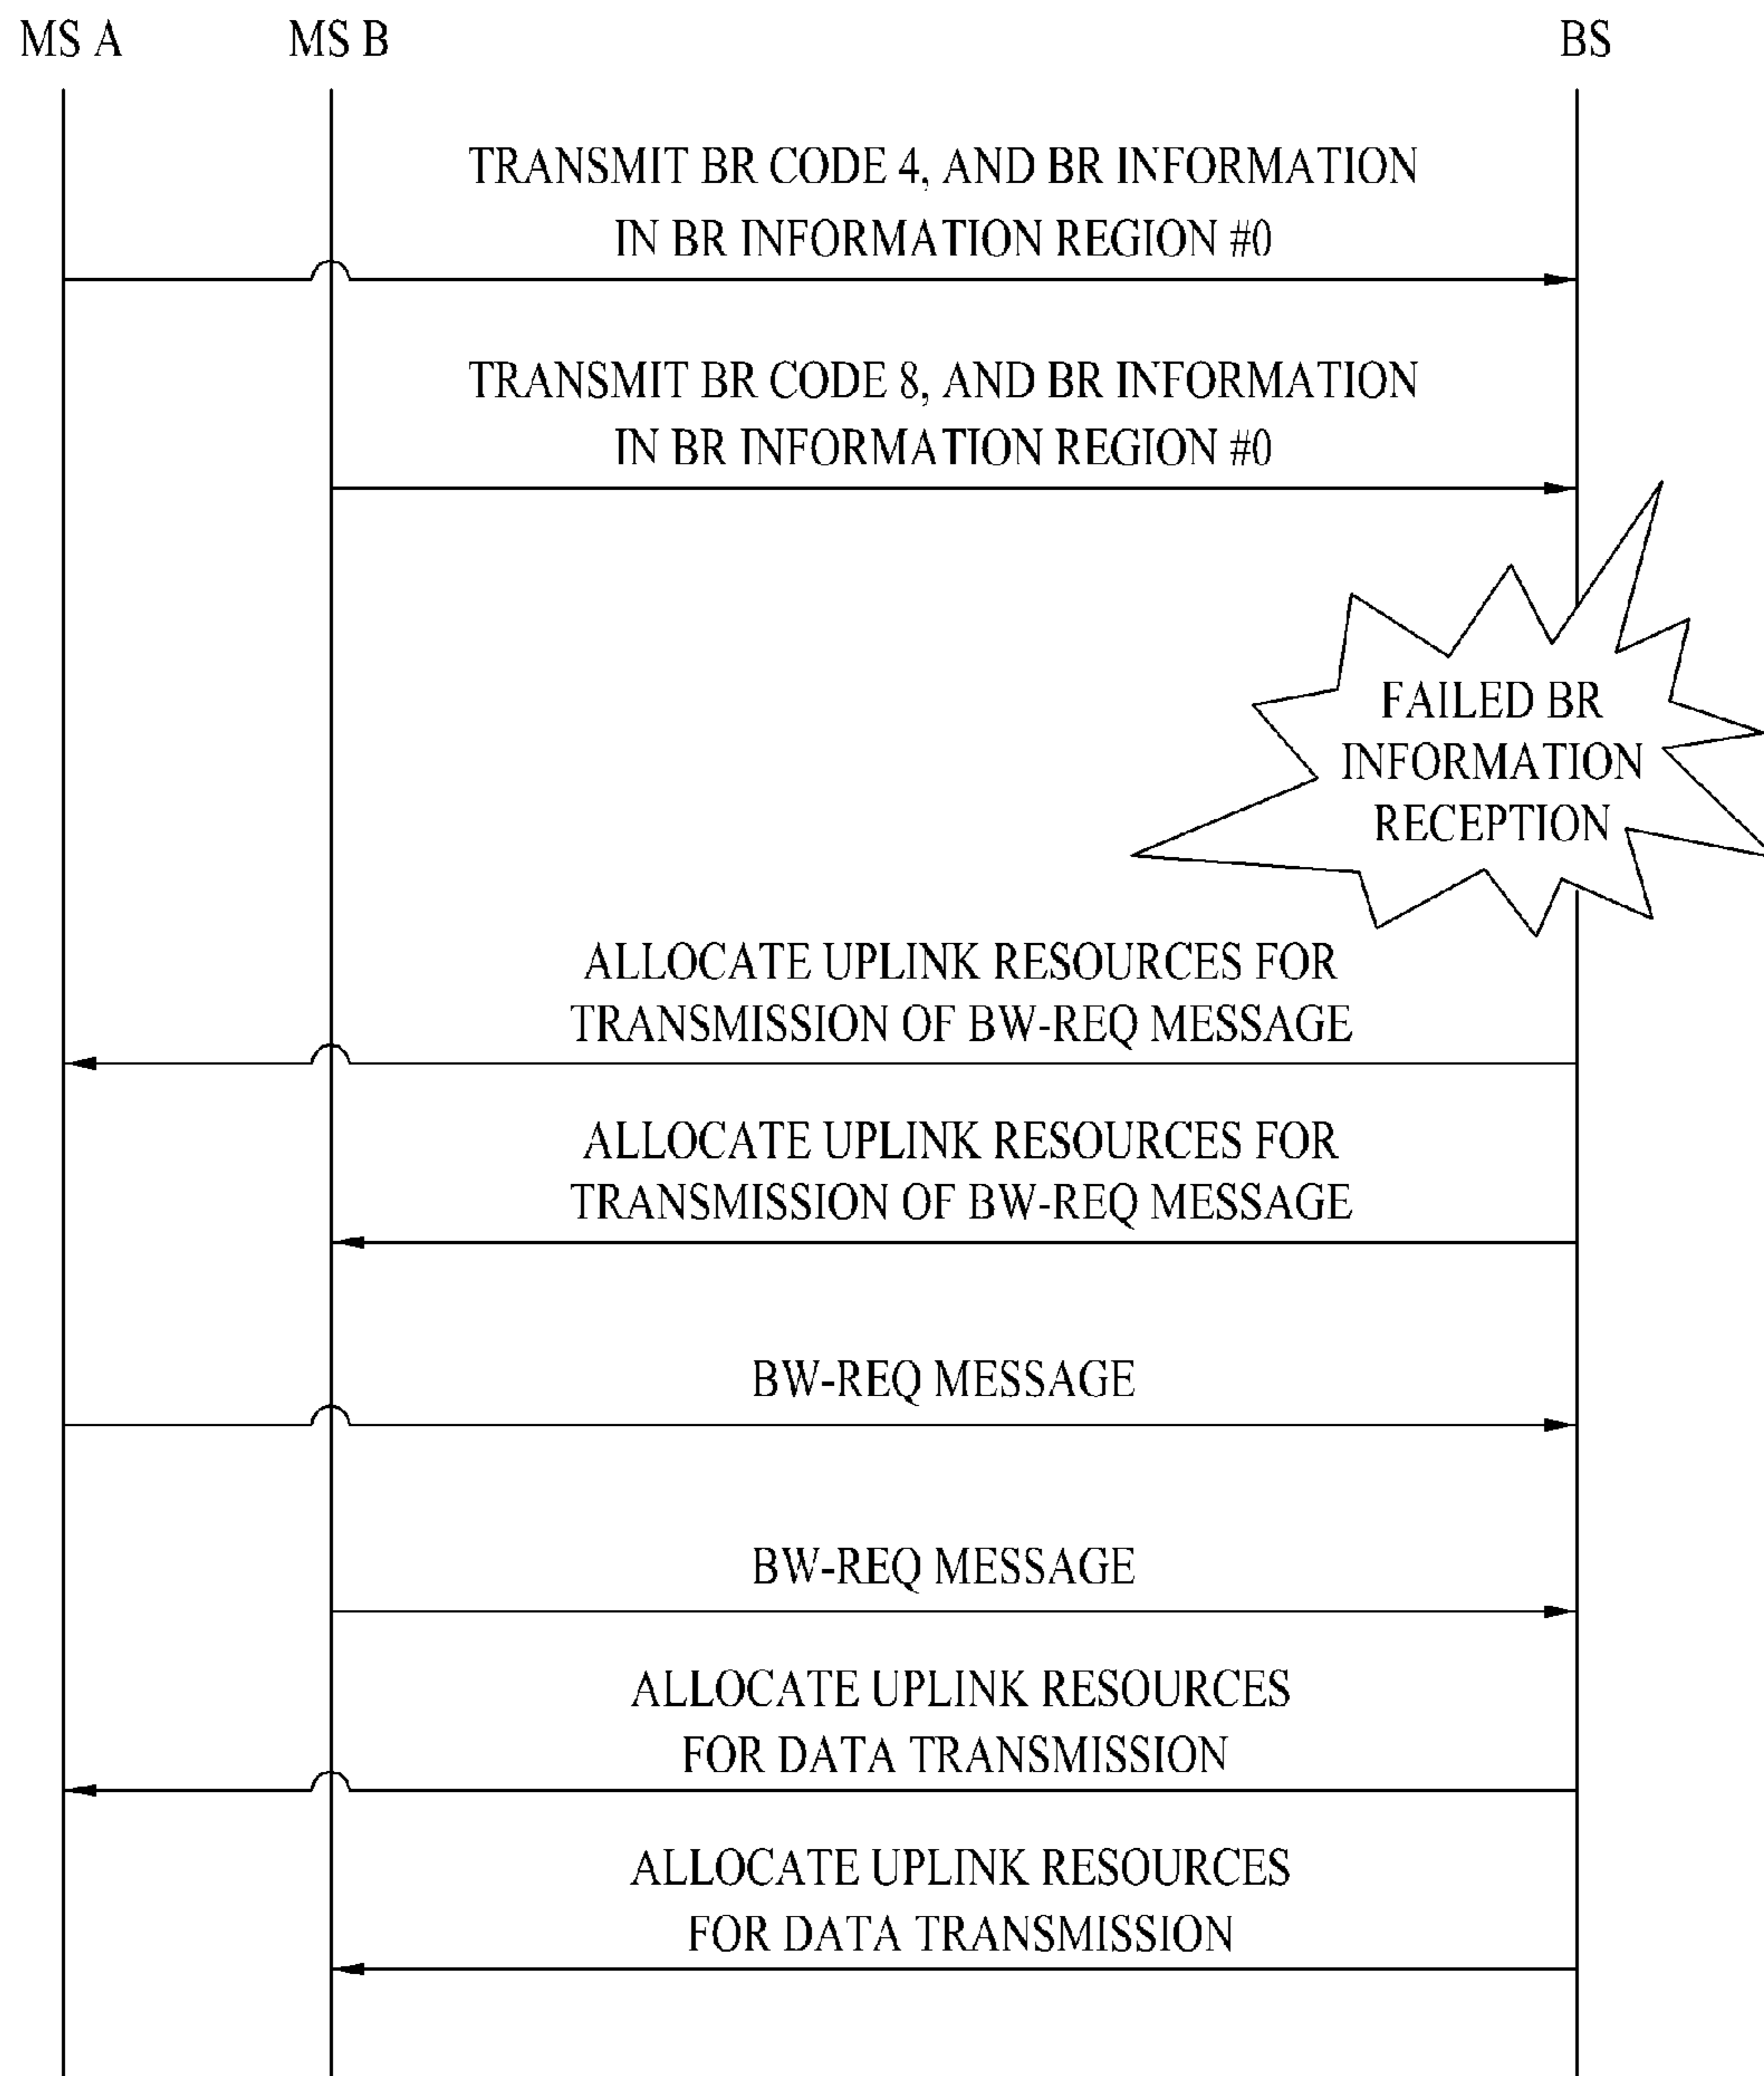 MS A
MS B
BS
TRANSMIT BR CODE 4, AND BR INFORMATION
IN BR INFORMATION REGION #0
TRANSMIT BR CODE 8, AND BR INFORMATION
IN BR INFORMATION REGION #0
FAILED BR
INFORMATION
RECEPTION
ALLOCATE UPLINK RESOURCES FOR
TRANSMISSION OF BW-REQ MESSAGE
ALLOCATE UPLINK RESOURCES FOR
TRANSMISSION OF BW-REQ MESSAGE
BW-REQ MESSAGE
BW-REQ MESSAGE
ALLOCATE UPLINK RESOURCES
FOR DATA TRANSMISSION
ALLOCATE UPLINK RESOURCES
FOR DATA TRANSMISSION